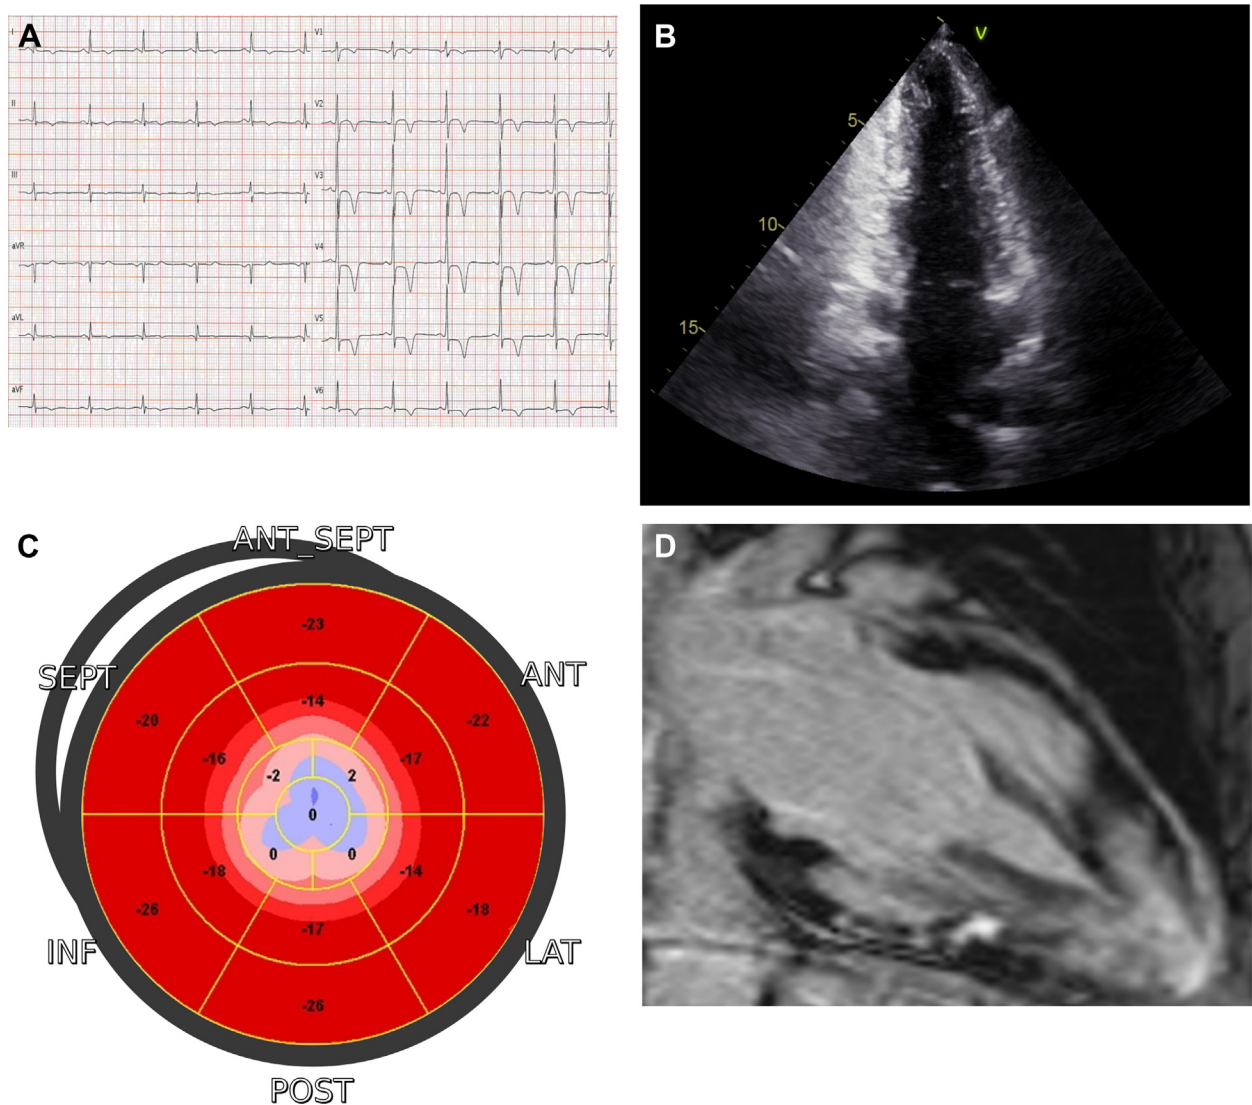 A
I
II
III
aVR
aVL
aVF
V1
V2
V3
V4
V5
V6
B
V
5
10
15
C
ANT_SEPT
SEPT
ANT
INF
LAT
POST
-23
-20
-22
-14
-16
-17
-2
2
0
0
0
-18
-14
-26
-18
-17
-26
D